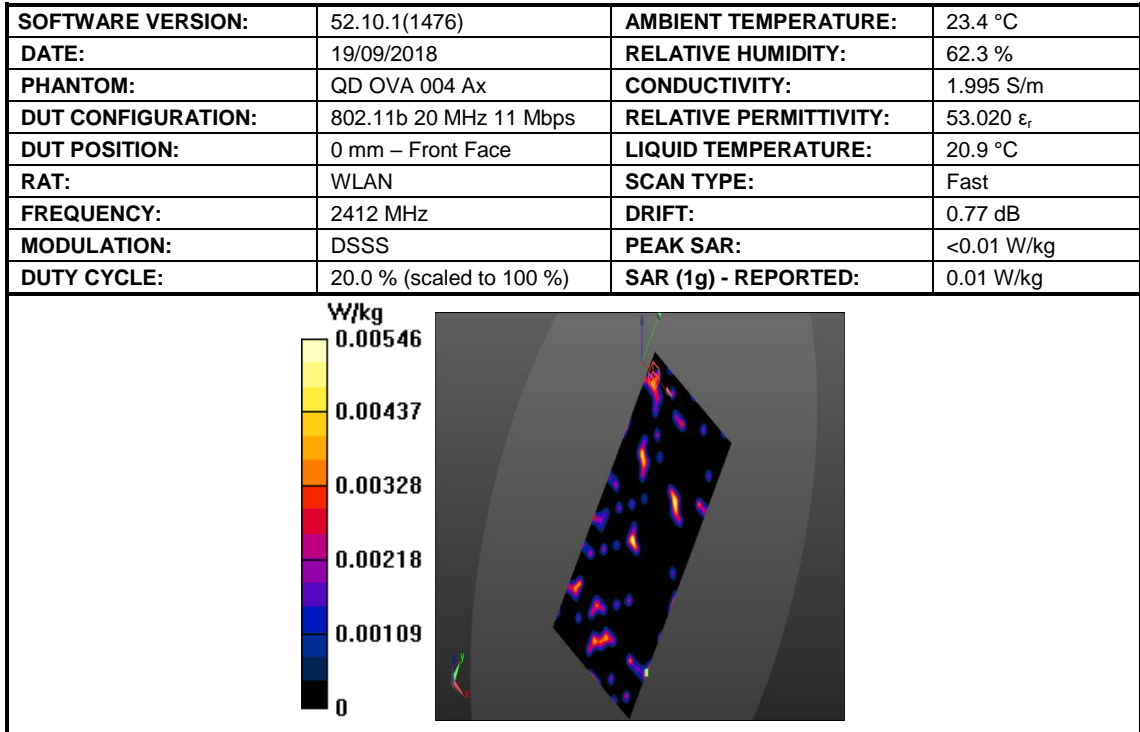 SOFTWARE VERSION: 52.10.1(1476) AMBIENT TEMPERATURE: 23.4 °C
DATE: 19/09/2018 RELATIVE HUMIDITY: 62.3 %
PHANTOM: QD OVA 004 Ax CONDUCTIVITY: 1.995 S/m
DUT CONFIGURATION: 802.11b 20 MHz 11 Mbps RELATIVE PERMITTIVITY: 53.020 εr
DUT POSITION: 0 mm – Front Face LIQUID TEMPERATURE: 20.9 °C
RAT: WLAN SCAN TYPE: Fast
FREQUENCY: 2412 MHz DRIFT: 0.77 dB
MODULATION: DSSS PEAK SAR: <0.01 W/kg
DUTY CYCLE: 20.0 % (scaled to 100 %) SAR (1g) - REPORTED: 0.01 W/kg
W/kg
0.00546
0.00437
0.00328
0.00218
0.00109
0
y
x